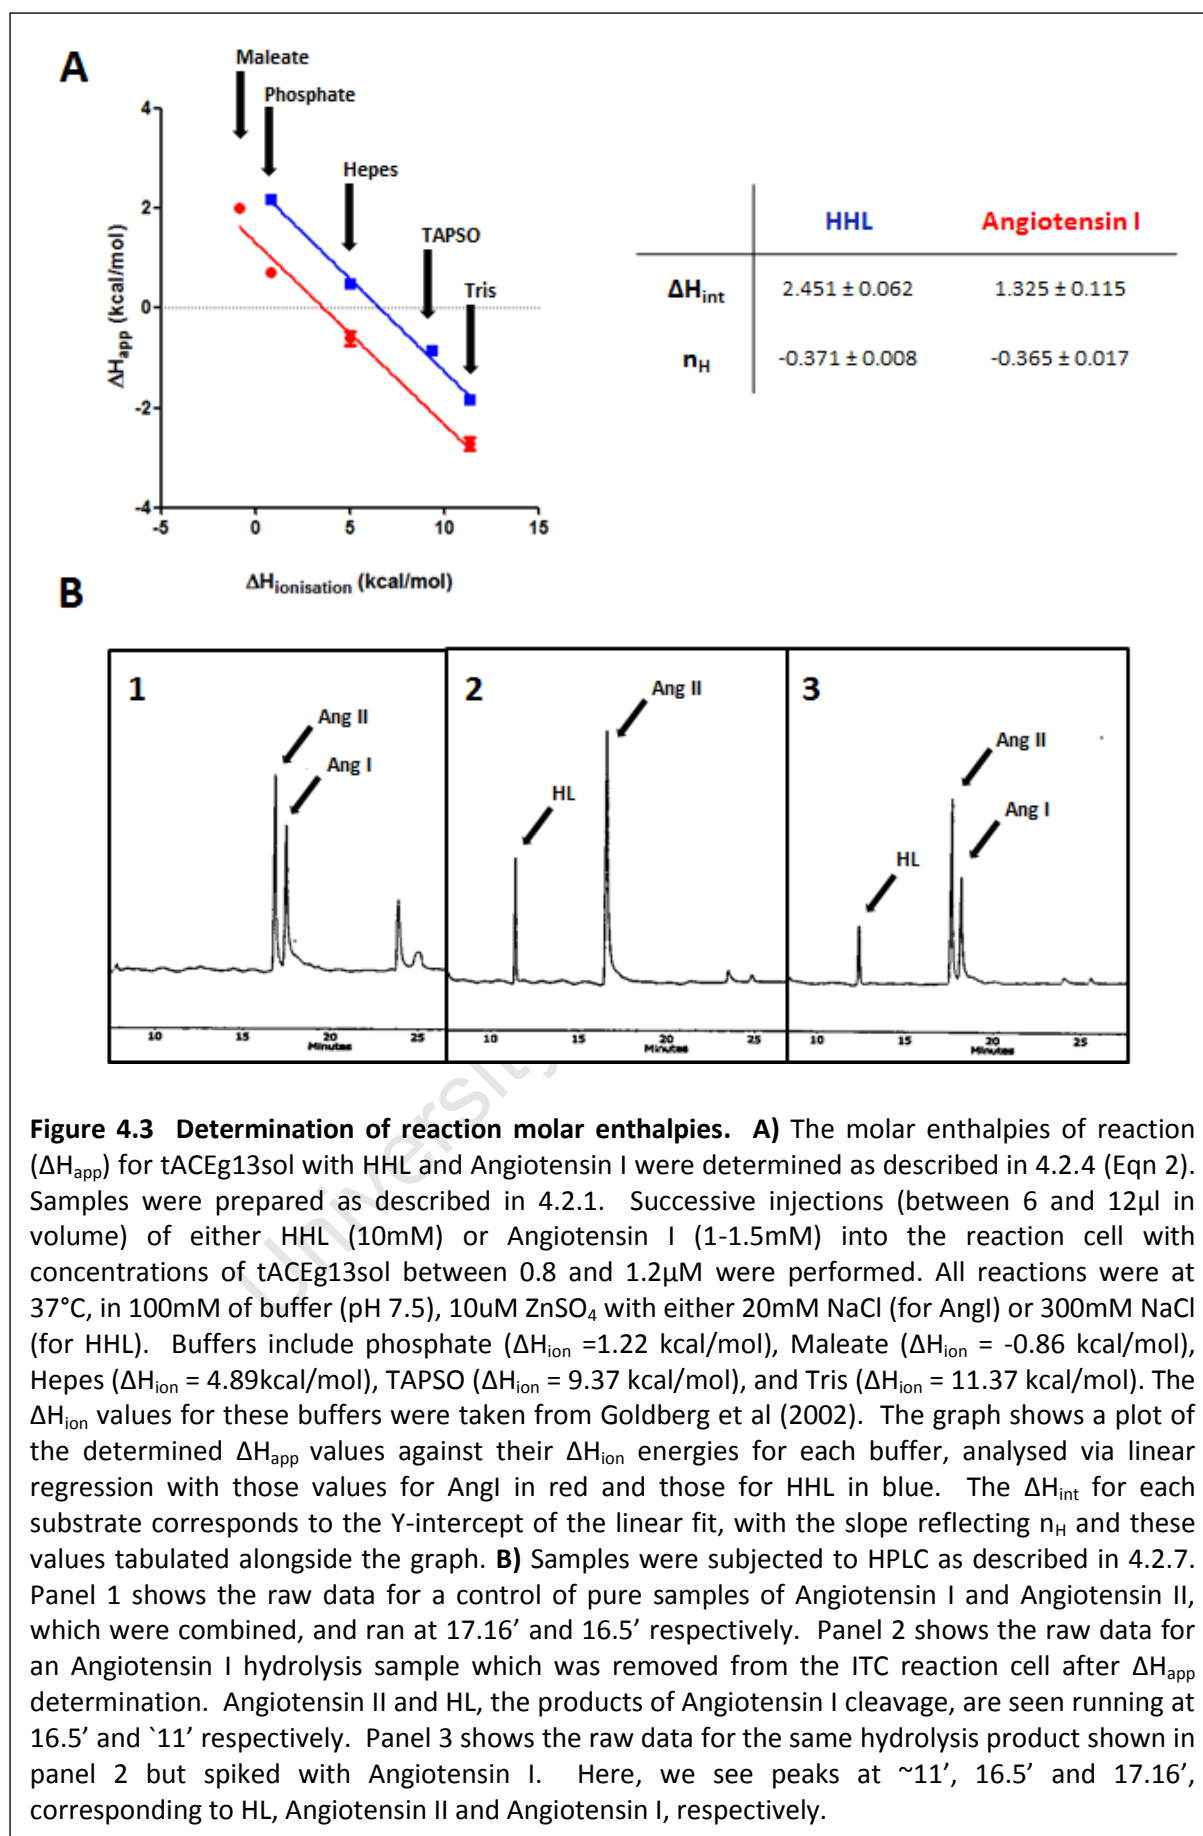 A
Maleate
Phosphate
Hepes
TAPSO
Tris
4
2
0
-2
-4
-5
0
5
10
15
ΔHapp (kcal/mol)
ΔHionisation (kcal/mol)
HHL Angiotensin I
ΔHint 2.451 ± 0.062 1.325 ± 0.115
nH -0.371 ± 0.008 -0.365 ± 0.017
B
1
Ang II
Ang I
10 15 20 25
Minutes
2
Ang II
HL
10 15 20 25
Minutes
3
Ang II
Ang I
HL
10 15 20 25
Minutes
University
Figure 4.3 Determination of reaction molar enthalpies. A) The molar enthalpies of reaction
(ΔHapp) for tACEg13sol with HHL and Angiotensin I were determined as described in 4.2.4 (Eqn 2).
Samples were prepared as described in 4.2.1. Successive injections (between 6 and 12µl in
volume) of either HHL (10mM) or Angiotensin I (1-1.5mM) into the reaction cell with
concentrations of tACEg13sol between 0.8 and 1.2µM were performed. All reactions were at
37°C, in 100mM of buffer (pH 7.5), 10uM ZnSO4 with either 20mM NaCl (for AngI) or 300mM NaCl
(for HHL). Buffers include phosphate (ΔHion =1.22 kcal/mol), Maleate (ΔHion = -0.86 kcal/mol),
Hepes (ΔHion = 4.89kcal/mol), TAPSO (ΔHion = 9.37 kcal/mol), and Tris (ΔHion = 11.37 kcal/mol). The
ΔHion values for these buffers were taken from Goldberg et al (2002). The graph shows a plot of
the determined ΔHapp values against their ΔHion energies for each buffer, analysed via linear
regression with those values for AngI in red and those for HHL in blue. The ΔHint for each
substrate corresponds to the Y-intercept of the linear fit, with the slope reflecting nH and these
values tabulated alongside the graph. B) Samples were subjected to HPLC as described in 4.2.7.
Panel 1 shows the raw data for a control of pure samples of Angiotensin I and Angiotensin II,
which were combined, and ran at 17.16’ and 16.5’ respectively. Panel 2 shows the raw data for
an Angiotensin I hydrolysis sample which was removed from the ITC reaction cell after ΔHapp
determination. Angiotensin II and HL, the products of Angiotensin I cleavage, are seen running at
16.5’ and `11’ respectively. Panel 3 shows the raw data for the same hydrolysis product shown in
panel 2 but spiked with Angiotensin I. Here, we see peaks at ~11’, 16.5’ and 17.16’,
corresponding to HL, Angiotensin II and Angiotensin I, respectively.